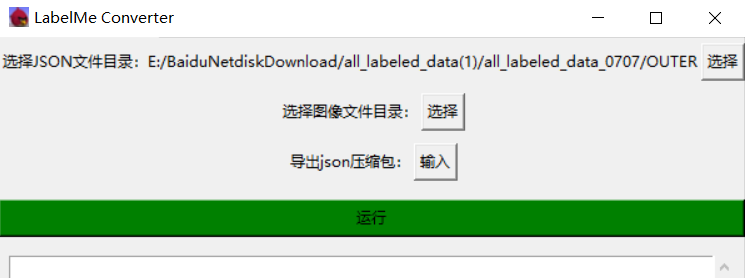 LabelMe Converter
选择JSON文件目录: E:/BaiduNetdiskDownload/all_labeled_data(1)/all_labeled_data_0707/OUTER 选择
选择图像文件目录: 选择
导出json压缩包: 输入
运行